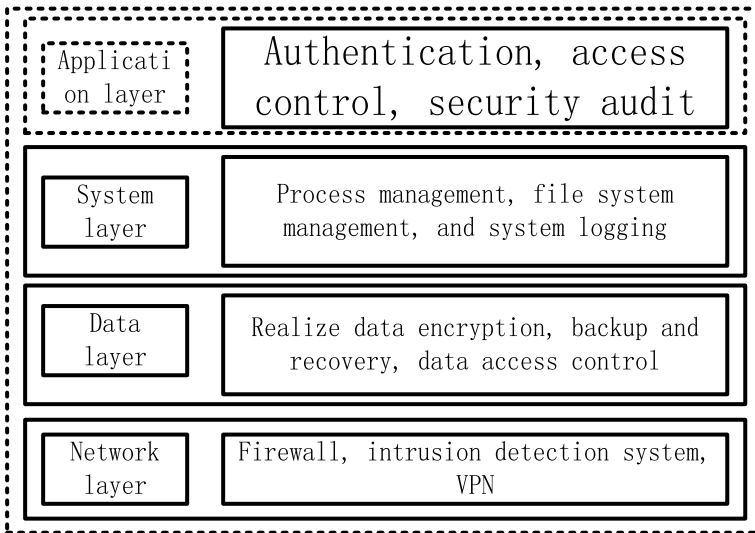 Applicati
on layer
Authentication, access
control, security audit
System
layer
Process management, file system
management, and system logging
Data
layer
Realize data encryption, backup and
recovery, data access control
Network
layer
Firewall, intrusion detection system,
VPN